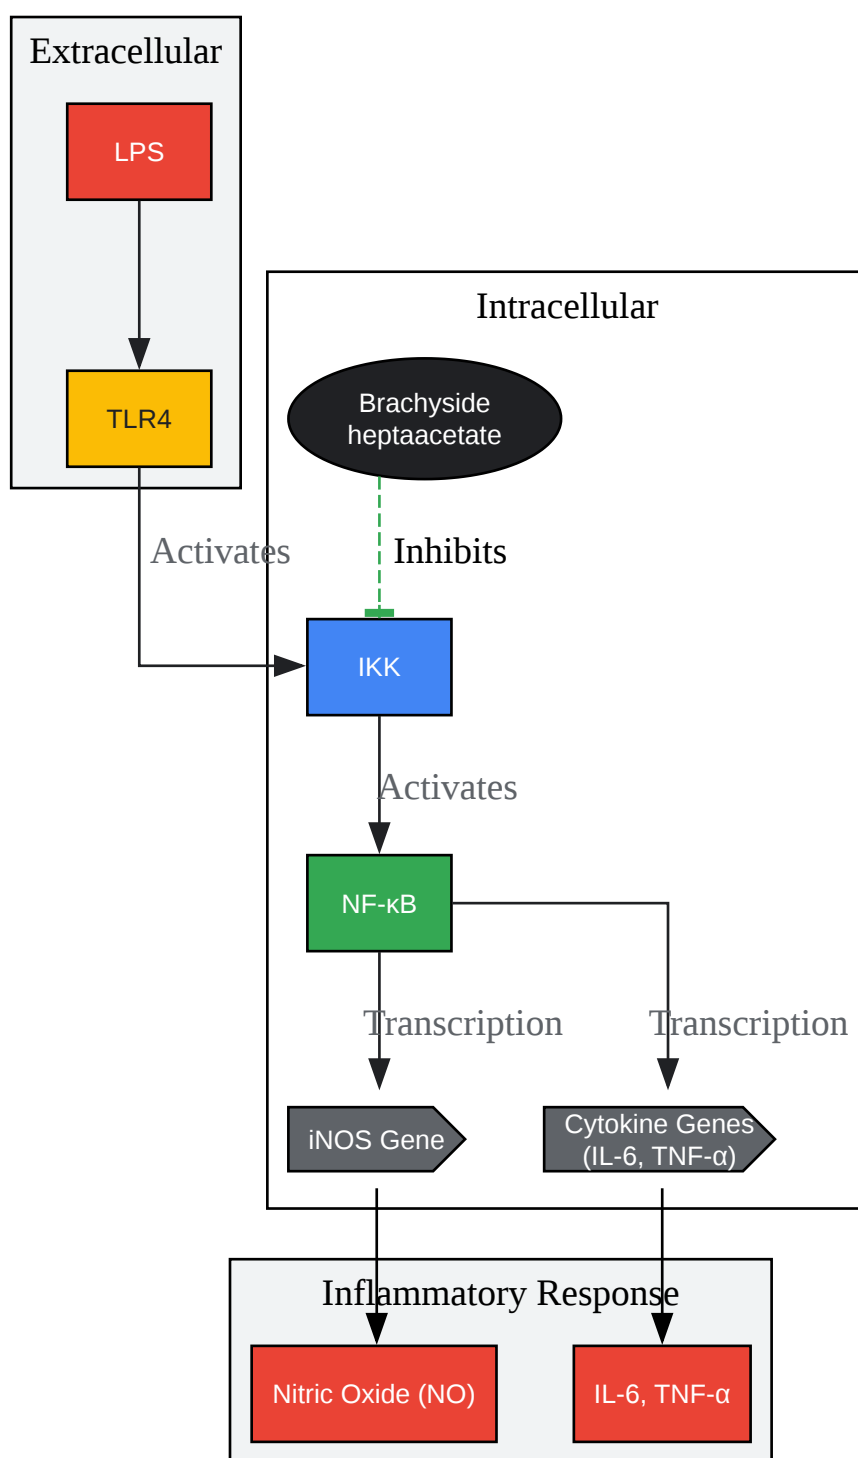 Extracellular
LPS
TLR4
Activates
Intracellular
Brachyside
heptaacetate
Inhibits
IKK
Activates
NF-κB
Transcription
Transcription
iNOS Gene
Cytokine Genes
(IL-6, TNF-α)
Inflammatory Response
Nitric Oxide (NO)
IL-6, TNF-α